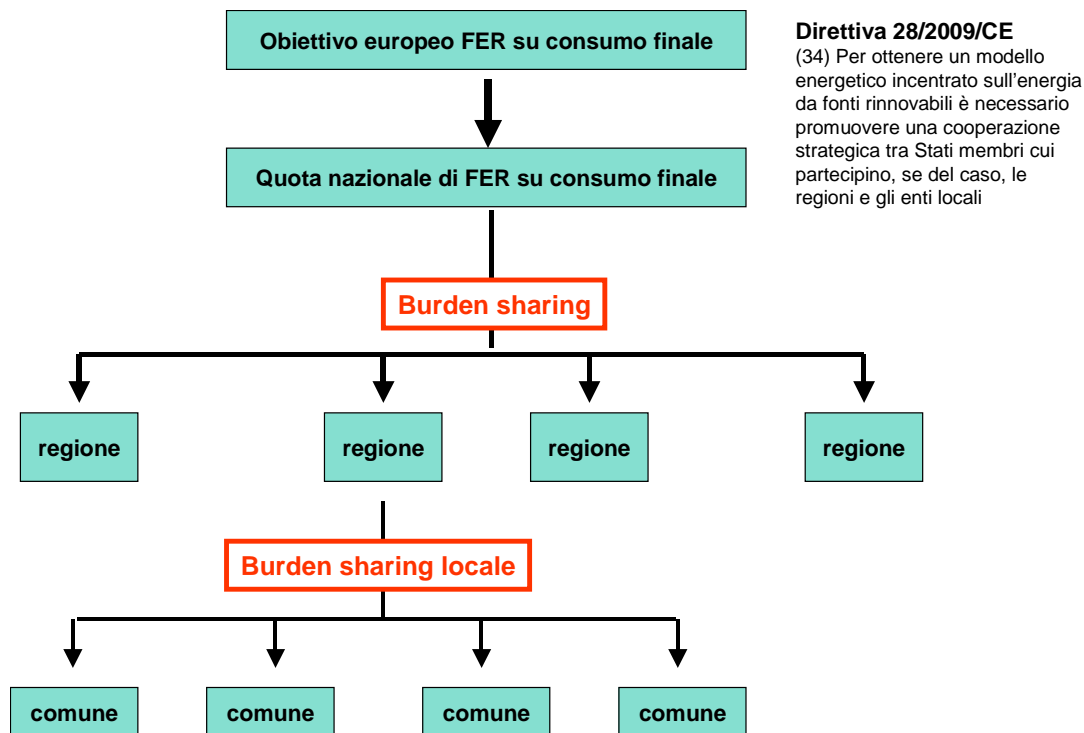 Obiettivo europeo FER su consumo finale
Direttiva 28/2009/CE
(34) Per ottenere un modello
energetico incentrato sull'energia
da fonti rinnovabili è necessario
promuovere una cooperazione
strategica tra Stati membri cui
partecipino, se del caso, le
regioni e gli enti locali
Quota nazionale di FER su consumo finale
Burden sharing
regione
regione
regione
regione
Burden sharing locale
comune
comune
comune
comune